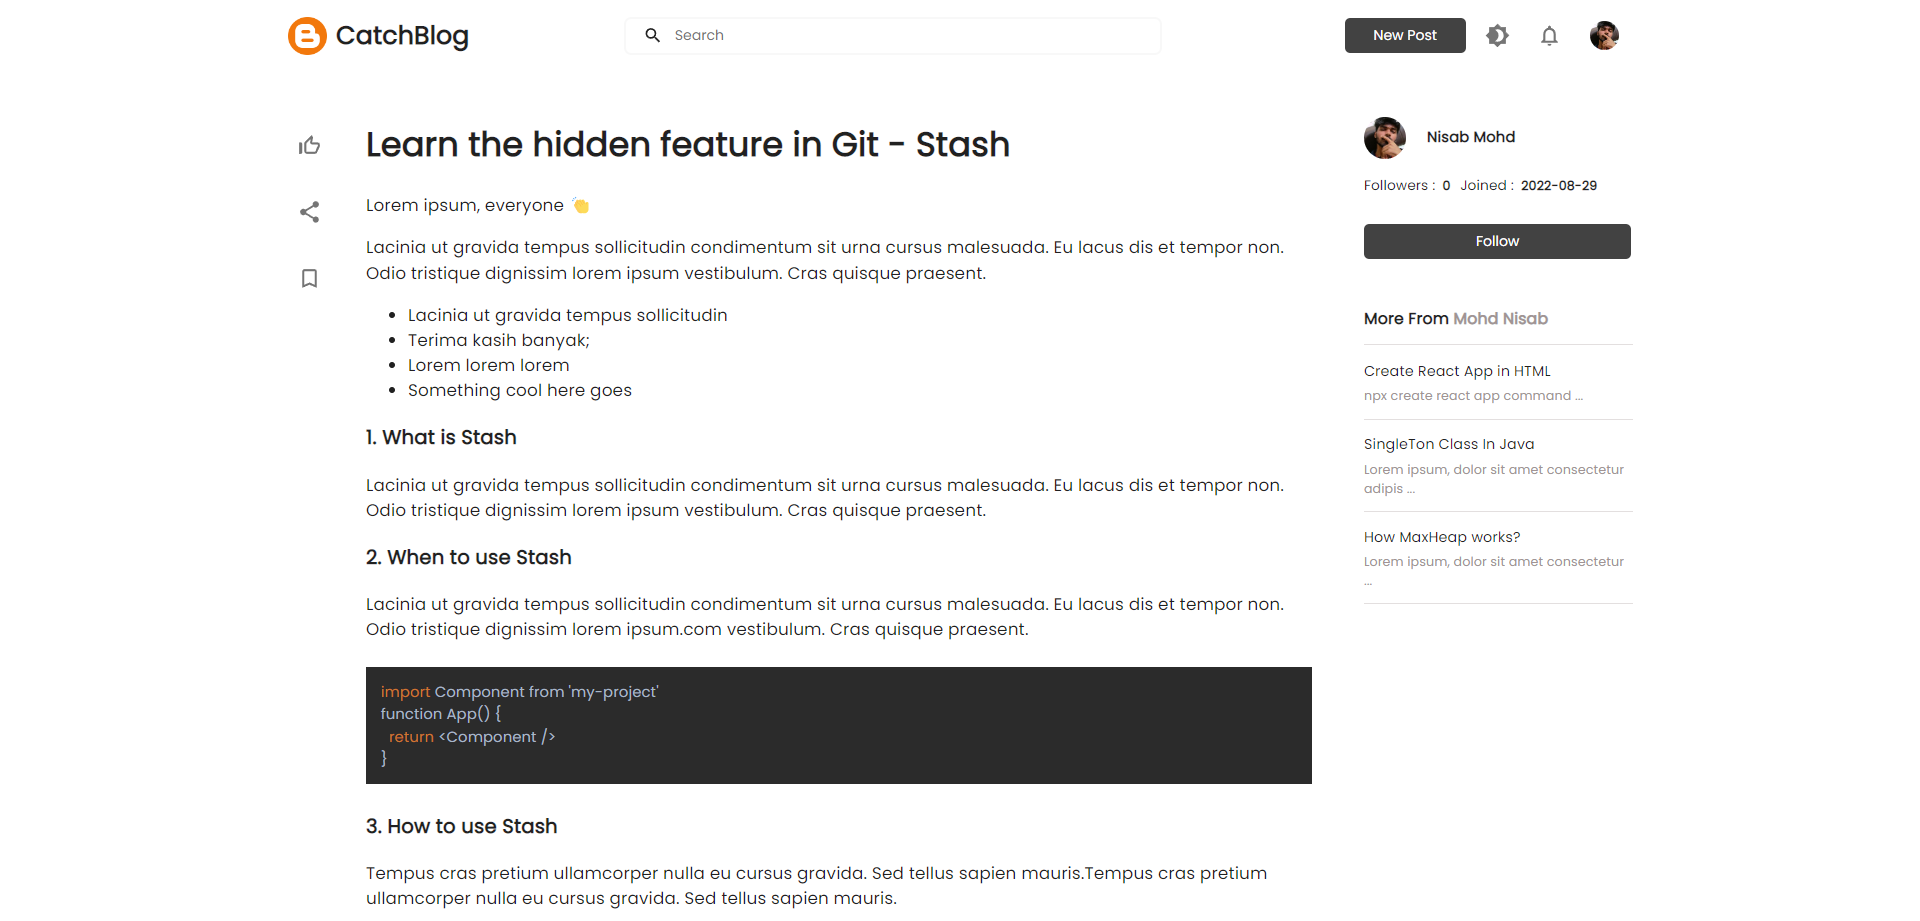 CatchBlog
Search
New Post
Learn the hidden feature in Git - Stash
Lorem ipsum, everyone 👏
Lacinia ut gravida tempus sollicitudin condimentum sit urna cursus malesuada. Eu lacus dis et tempor non.
Odio tristique dignissim lorem ipsum vestibulum. Cras quisque praesent.
• Lacinia ut gravida tempus sollicitudin
• Terima kasih banyak;
• Lorem lorem lorem
• Something cool here goes
1. What is Stash
Lacinia ut gravida tempus sollicitudin condimentum sit urna cursus malesuada. Eu lacus dis et tempor non.
Odio tristique dignissim lorem ipsum vestibulum. Cras quisque praesent.
2. When to use Stash
Lacinia ut gravida tempus sollicitudin condimentum sit urna cursus malesuada. Eu lacus dis et tempor non.
Odio tristique dignissim lorem ipsum.com vestibulum. Cras quisque praesent.
import Component from 'my-project'
function App() {
  return <Component />
}
3. How to use Stash
Tempus cras pretium ullamcorper nulla eu cursus gravida. Sed tellus sapien mauris.Tempus cras pretium
ullamcorper nulla eu cursus gravida. Sed tellus sapien mauris.
Nisab Mohd
Followers : 0 Joined : 2022-08-29
Follow
More From Mohd Nisab
Create React App in HTML
npx create react app command ...
SingleTon Class In Java
Lorem ipsum, dolor sit amet consectetur
adipis ...
How MaxHeap works?
Lorem ipsum, dolor sit amet consectetur
...